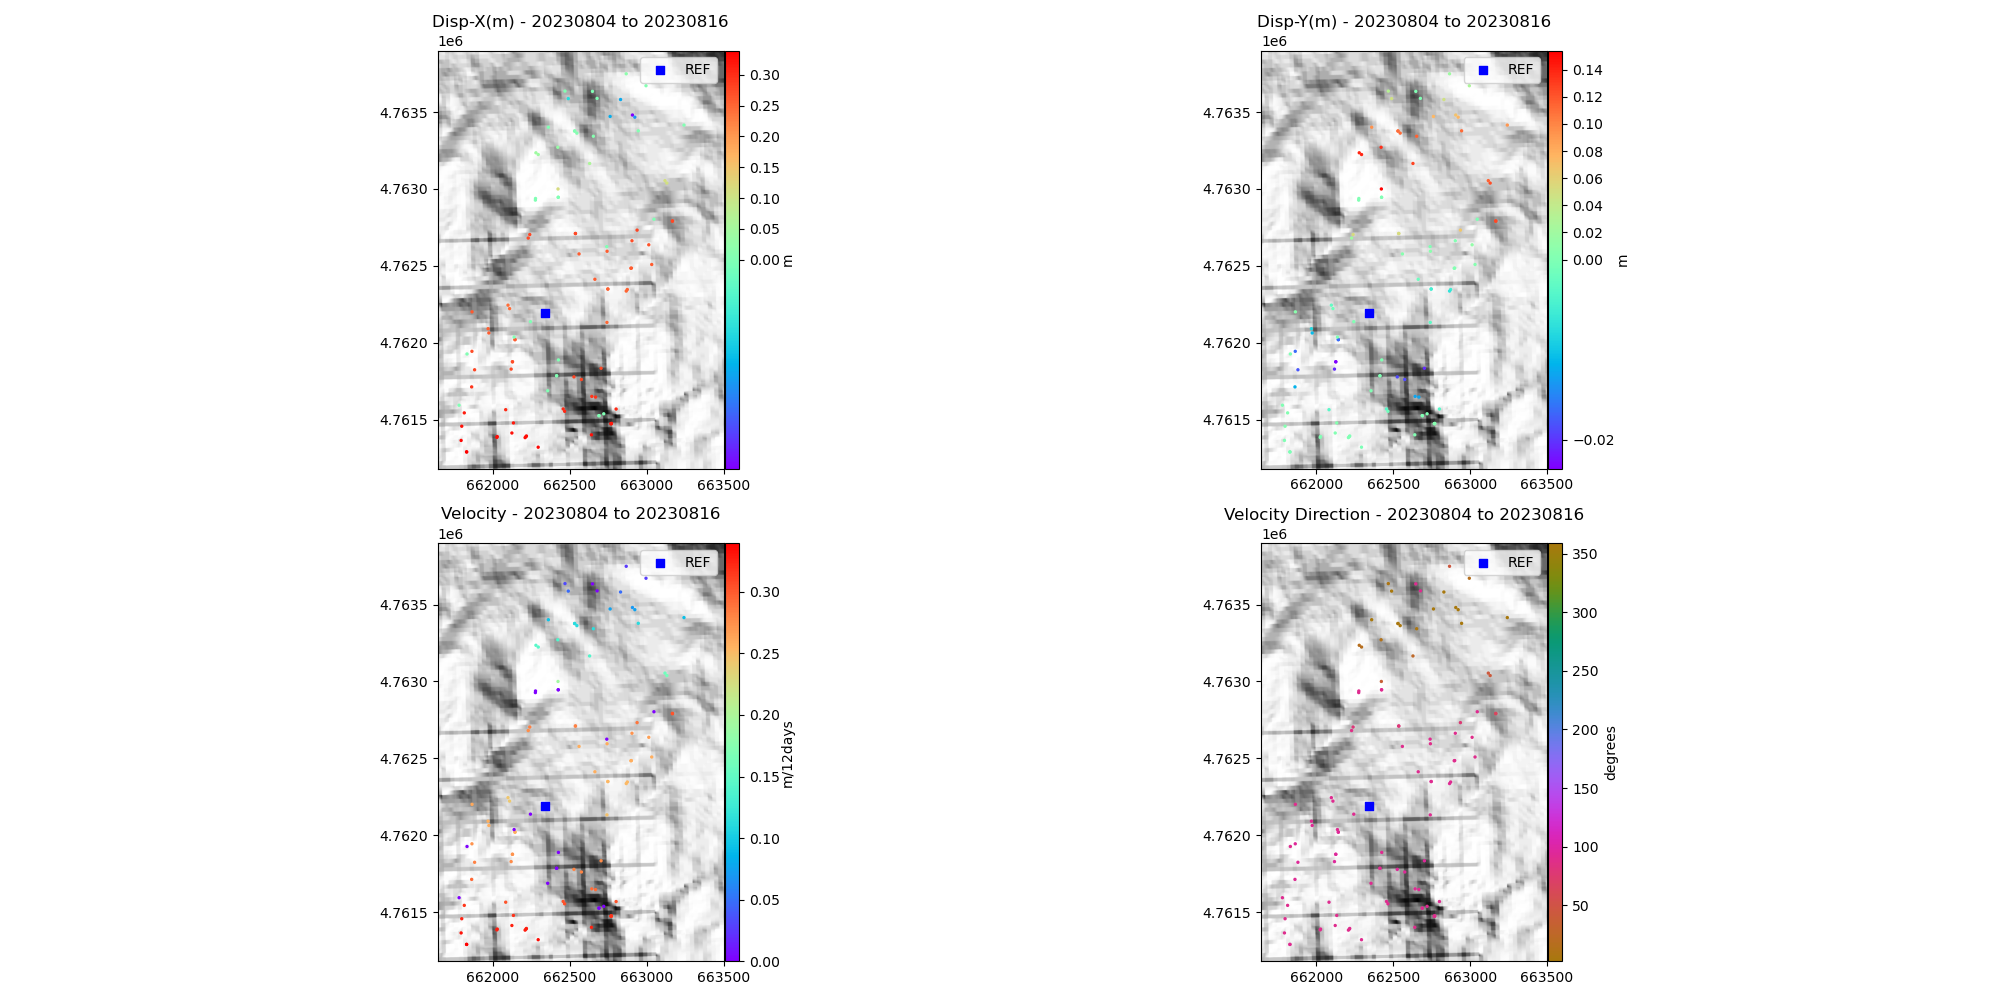 Disp-X(m) - 20230804 to 20230816
1e6
REF
4.7635
4.7630
4.7625
4.7620
4.7615
662000 662500 663000 663500
0.30
0.25
0.20
0.15
0.10
0.05
0.00
m
Disp-Y(m) - 20230804 to 20230816
1e6
REF
4.7635
4.7630
4.7625
4.7620
4.7615
662000 662500 663000 663500
0.14
0.12
0.10
0.08
0.06
0.04
0.02
0.00
−0.02
m
Velocity - 20230804 to 20230816
1e6
REF
4.7635
4.7630
4.7625
4.7620
4.7615
662000 662500 663000 663500
0.30
0.25
0.20
0.15
0.10
0.05
0.00
m/12days
Velocity Direction - 20230804 to 20230816
1e6
REF
4.7635
4.7630
4.7625
4.7620
4.7615
662000 662500 663000 663500
350
300
250
200
150
100
50
degrees